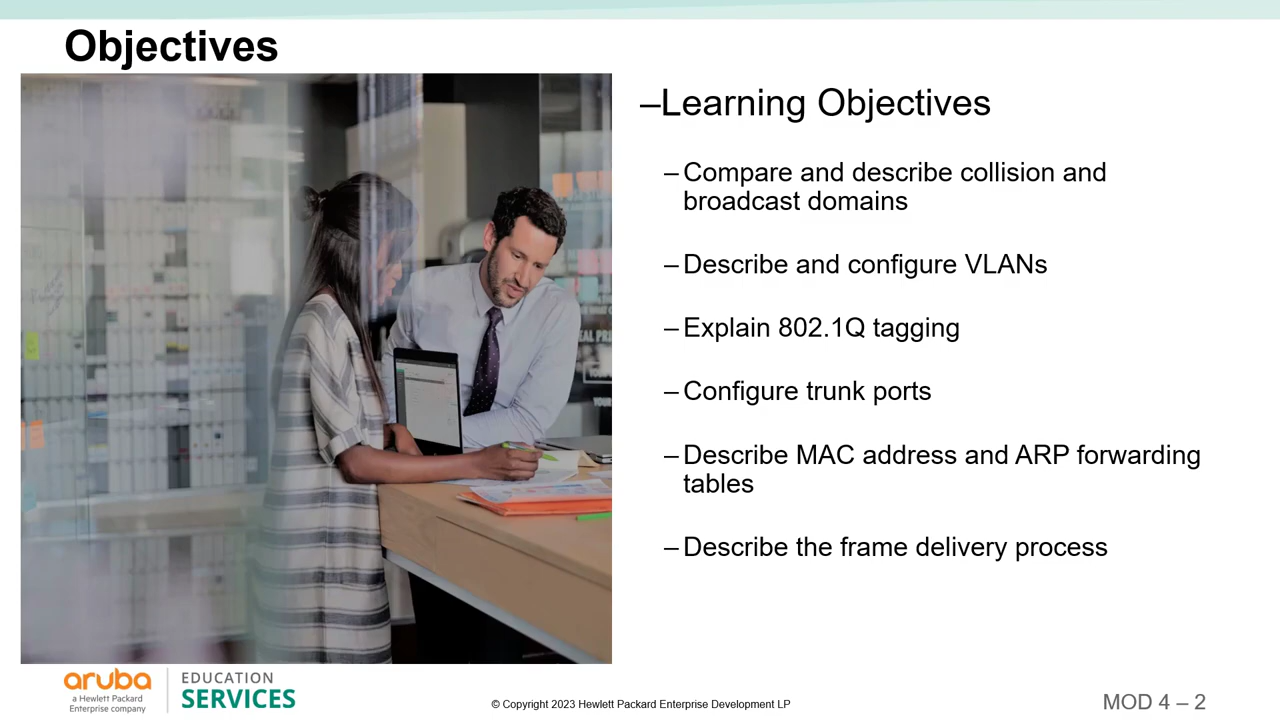 Objectives
–Learning Objectives
– Compare and describe collision and
broadcast domains
– Describe and configure VLANs
– Explain 802.1Q tagging
– Configure trunk ports
– Describe MAC address and ARP forwarding
tables
– Describe the frame delivery process
aruba
a Hewlett Packard
Enterprise company
EDUCATION
SERVICES
© Copyright 2023 Hewlett Packard Enterprise Development LP
MOD 4 – 2